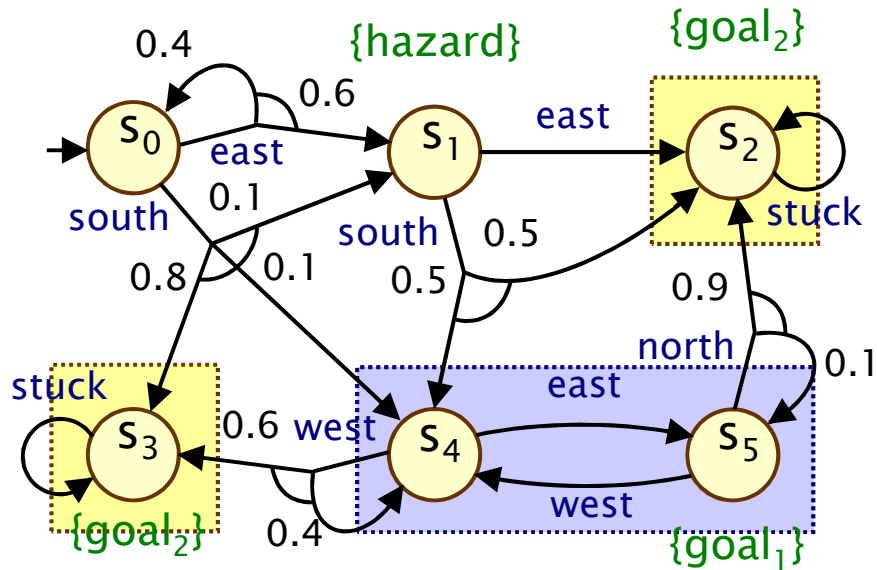 {goal₂}
{hazard}
0.4
0.6
east
s₀
s₁
s₂
east
0.1
south
south
0.5
stuck
0.8
0.1
0.5
0.9
north
0.1
east
stuck
0.6
west
s₃
s₄
s₅
west
0.4
{goal₂}
{goal₁}